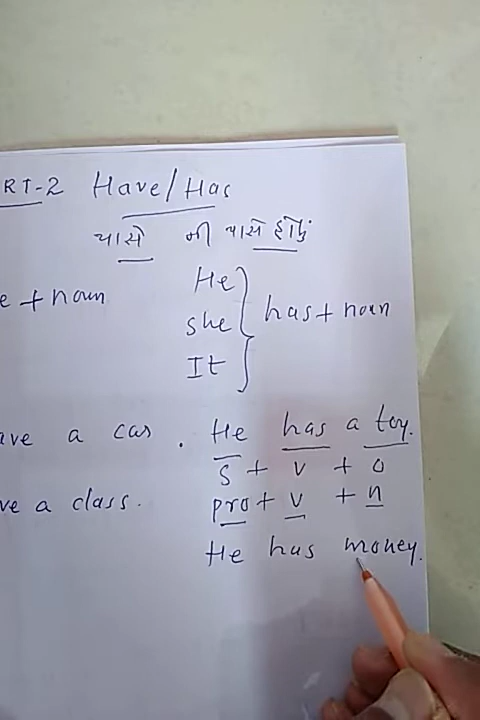 RT-2 Have/Has
પાસે ની પાસે હોવું
He
e + noun
she has + noun
It
ave a car . He has a toy.
S + v + o
ve a class. pro + v + n
He has money.